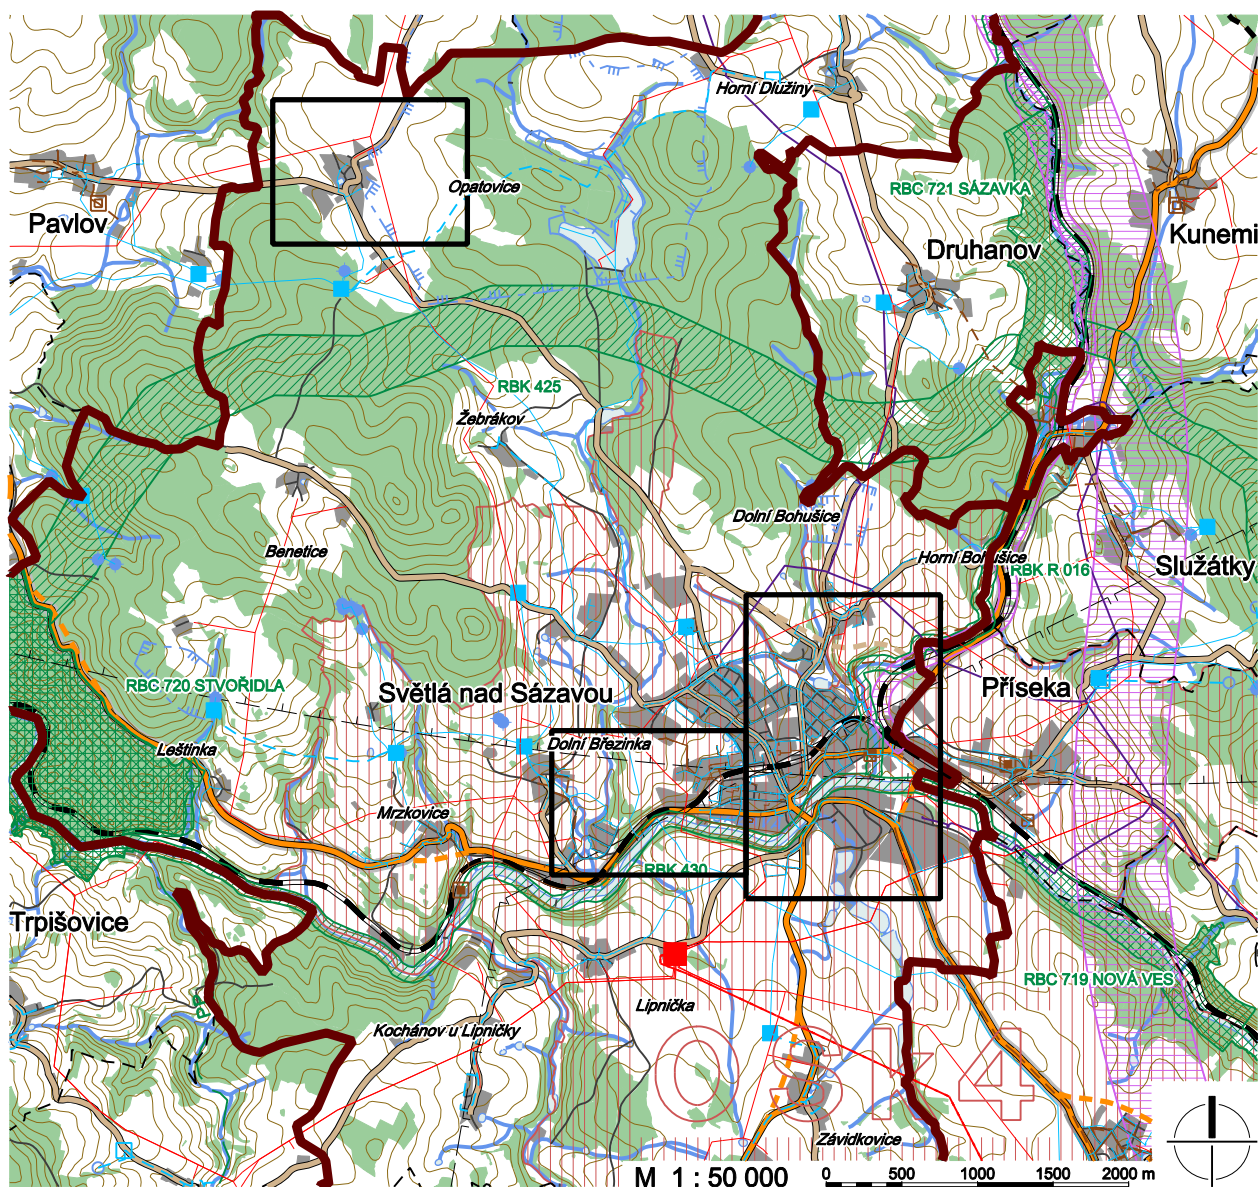 Horní Dlužiny
Opatovice
RBC 721 SÁZAVKA
Pavlov
Druhanov
Kunemi
RBK 425
Žebrákov
Dolní Bohušice
Benetice
Horní Bohušice
RBK R 016
Služátky
RBC 720 STVOŘIDLA
Světlá nad Sázavou
Příseka
Leštinka
Dolní Březinka
Mrzkovice
RBK 430
Trpišovice
RBC 719 NOVÁ VES
Lipnička
Kochánov u Lipničky
OSk4
Závidkovice
M 1 : 50 000
0 500 1000 1500 2000 m